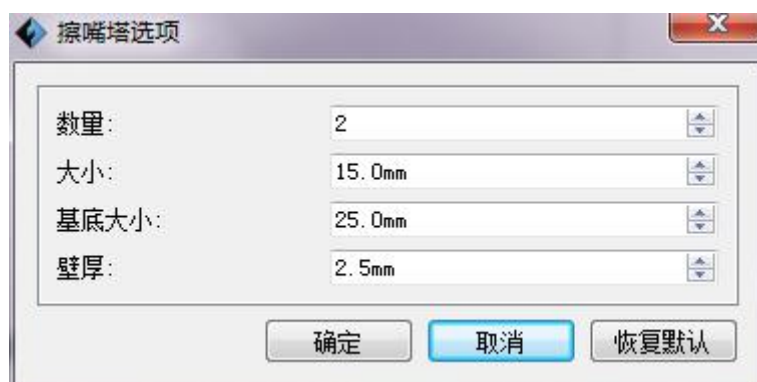 擦嘴塔选项
数里: 2
大小: 15.0mm
基底大小: 25.0mm
壁厚: 2.5mm
确定 取消 恢复默认